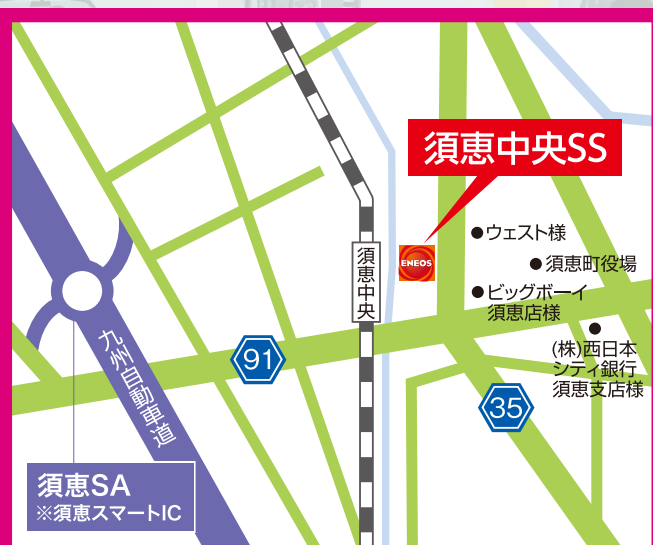 須恵中央SS
ENEOS
須恵中央
●ウェスト様
●須恵町役場
●ビッグボーイ
須恵店様
●
(株)西日本
シティ銀行
須恵支店様
91
35
九州自動車道
須恵SA
※須恵スマートIC